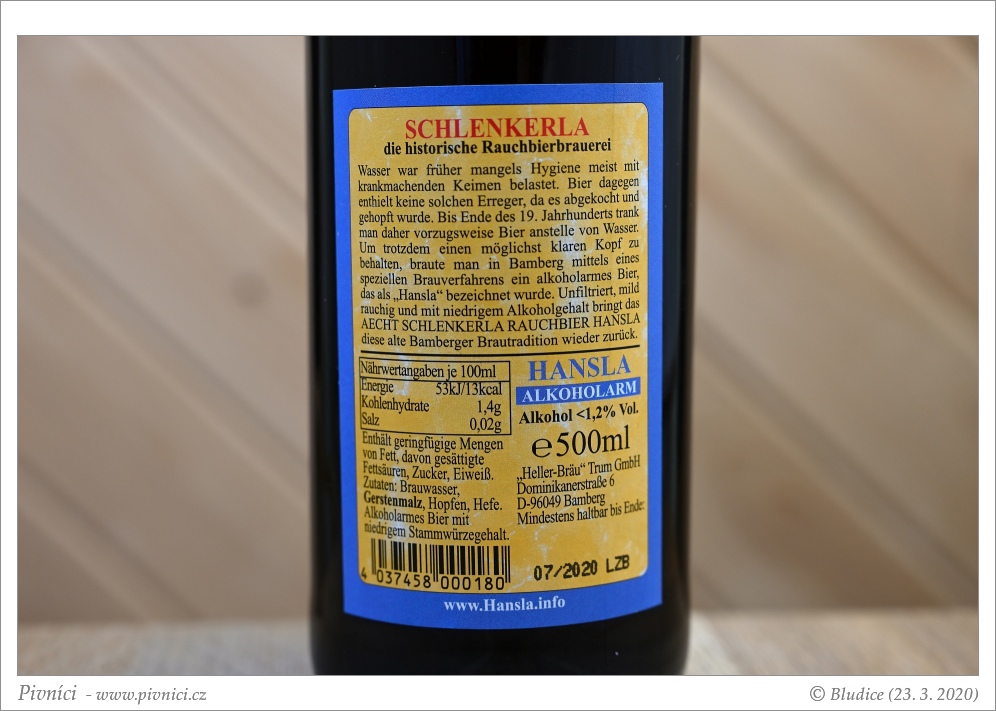 SCHLENKERLA
die historische Rauchbierbrauerei
Wasser war früher mangels Hygiene meist mit
krankmachenden Keimen belastet. Bier dagegen
enthielt keine solchen Erreger, da es abgekocht und
gehopft wurde. Bis Ende des 19. Jahrhunderts trank
man daher vorzugsweise Bier anstelle von Wasser.
Um trotzdem einen möglichst klaren Kopf zu
behalten, braute man in Bamberg mittels eines
speziellen Brauverfahrens ein alkoholarmes Bier,
das als „Hansla“ bezeichnet wurde. Unfiltriert, mild
rauchig und mit niedrigem Alkoholgehalt bringt das
AECHT SCHLENKERLA RAUCHBIER HANSLA
diese alte Bamberger Brautradition wieder zurück.
Nährwertangaben je 100ml
Energie 53kJ/13kcal
Kohlenhydrate 1,4g
Salz 0,02g
Enthält geringfügige Mengen
von Fett, davon gesättigte
Fettsäuren, Zucker, Eiweiß.
Zutaten: Brauwasser,
Gerstenmalz, Hopfen, Hefe.
Alkoholarmes Bier mit
niedrigem Stammwürzegehalt.
4 037458 000180
HANSLA
ALKOHOLARM
Alkohol <1,2% Vol.
℮500ml
„Heller-Bräu“ Trum GmbH
Dominikanerstraße 6
D-96049 Bamberg
Mindestens haltbar bis Ende:
07/2020 LZB
www.Hansla.info
Pivníci - www.pivnici.cz
© Bludice (23. 3. 2020)